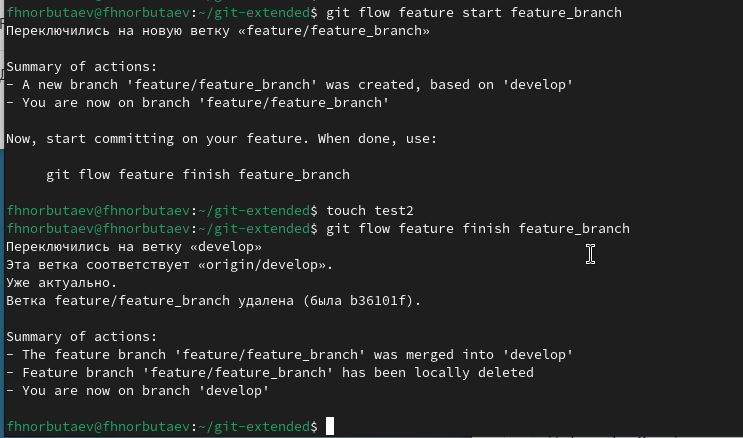 fhnorbutaev@fhnorbutaev:~/git-extended$ git flow feature start feature_branch
Переключились на новую ветку «feature/feature_branch»
Summary of actions:
- A new branch 'feature/feature_branch' was created, based on 'develop'
- You are now on branch 'feature/feature_branch'
Now, start committing on your feature. When done, use:
git flow feature finish feature_branch
fhnorbutaev@fhnorbutaev:~/git-extended$ touch test2
fhnorbutaev@fhnorbutaev:~/git-extended$ git flow feature finish feature_branch
Переключились на ветку «develop»
Эта ветка соответствует «origin/develop».
Уже актуально.
Ветка feature/feature_branch удалена (была b36101f).
Summary of actions:
- The feature branch 'feature/feature_branch' was merged into 'develop'
- Feature branch 'feature/feature_branch' has been locally deleted
- You are now on branch 'develop'
fhnorbutaev@fhnorbutaev:~/git-extended$